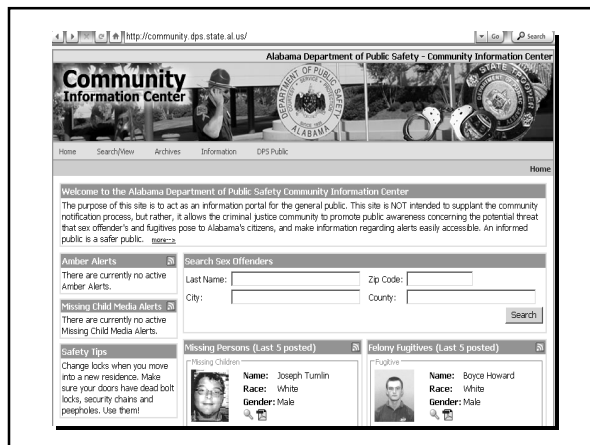 http://community.dps.state.al.us/
Go
Search
Alabama Department of Public Safety - Community Information Center
Community
Information Center
DEPARTMENT OF PUBLIC SAFETY
ALABAMA
STATE TROOPER
Home Search/View Archives Information DPS Public
Home
Welcome to the Alabama Department of Public Safety Community Information Center
The purpose of this site is to act as an information portal for the general public. This site is NOT intended to supplant the community
notification process, but rather, it allows the criminal justice community to promote public awareness concerning the potential threat
that sex offender's and fugitives pose to Alabama's citizens, and make information regarding alerts easily accessible. An informed
public is a safer public. more-->
Amber Alerts
There are currently no active
Amber Alerts.
Missing Child Media Alerts
There are currently no active
Missing Child Media Alerts.
Safety Tips
Change locks when you move
into a new residence. Make
sure your doors have dead bolt
locks, security chains and
peepholes. Use them!
Search Sex Offenders
Last Name:
Zip Code:
City:
County:
Search
Missing Persons (Last 5 posted)
Missing Children
Name: Joseph Tumlin
Race: White
Gender: Male
Felony Fugitives (Last 5 posted)
Fugitive
Name: Boyce Howard
Race: White
Gender: Male